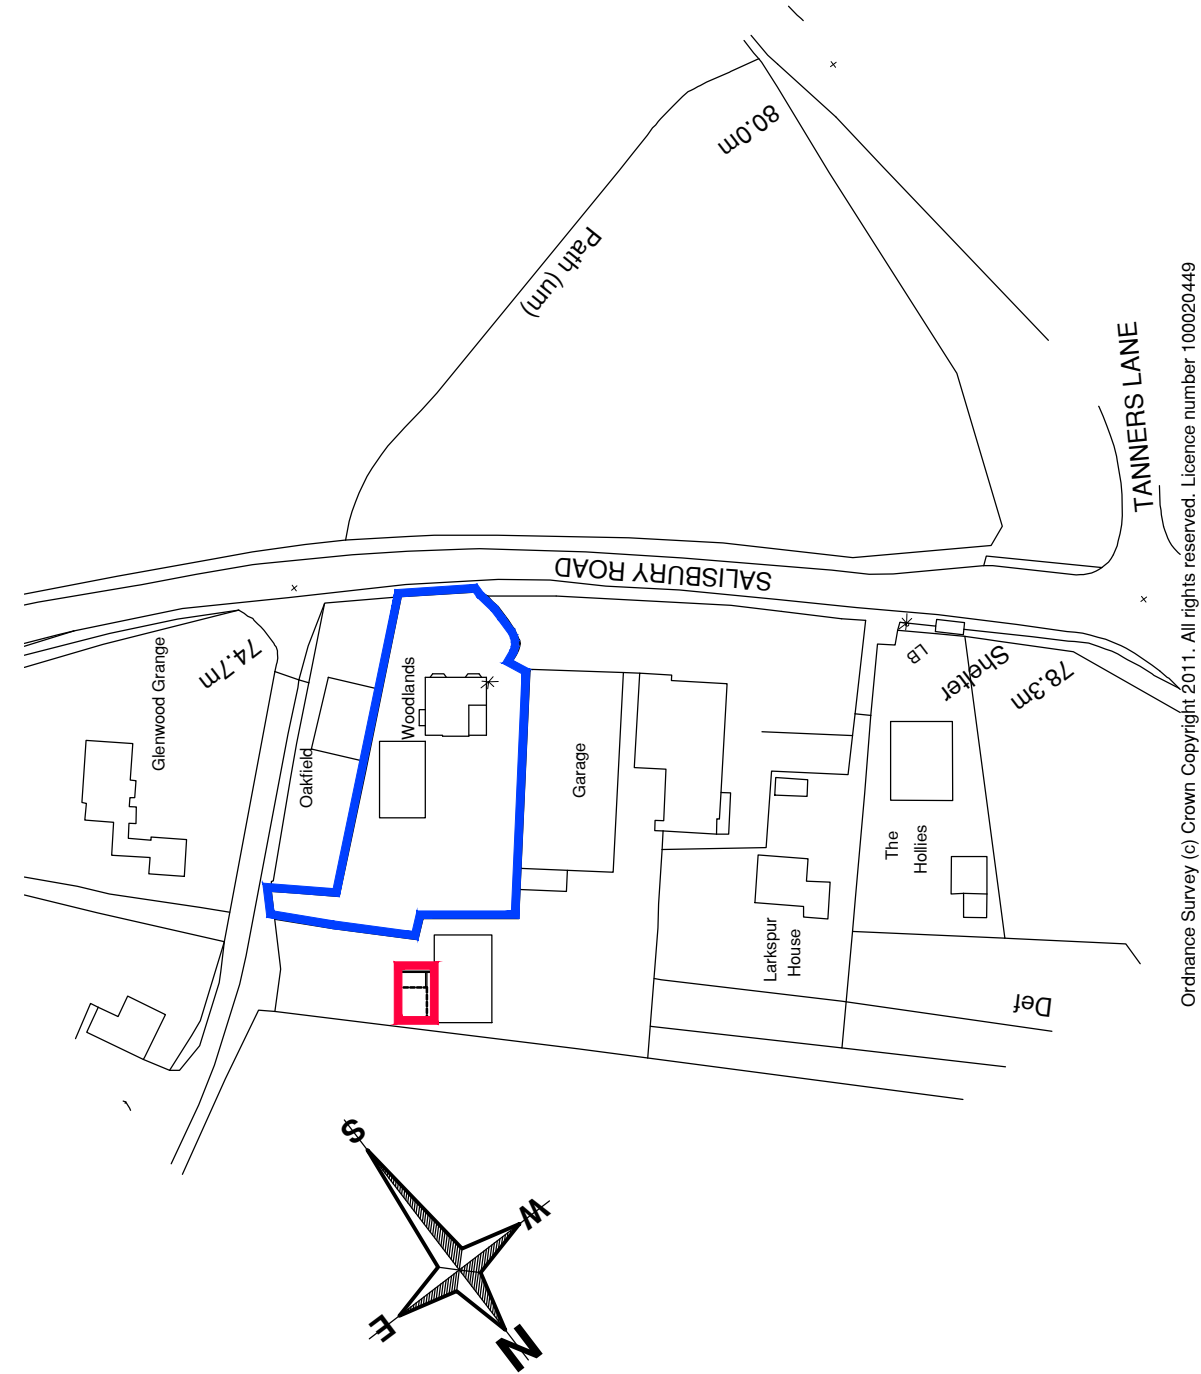 80.0m
Path (um)
TANNERS LANE
SALISBURY ROAD
Glenwood Grange
74.7m
Woodlands
Oakfield
Garage
LB
Shelter
78.3m
The
Hollies
Larkspur
House
Def
S
W
E
N
Ordnance Survey (c) Crown Copyright 2011. All rights reserved. Licence number 100020449